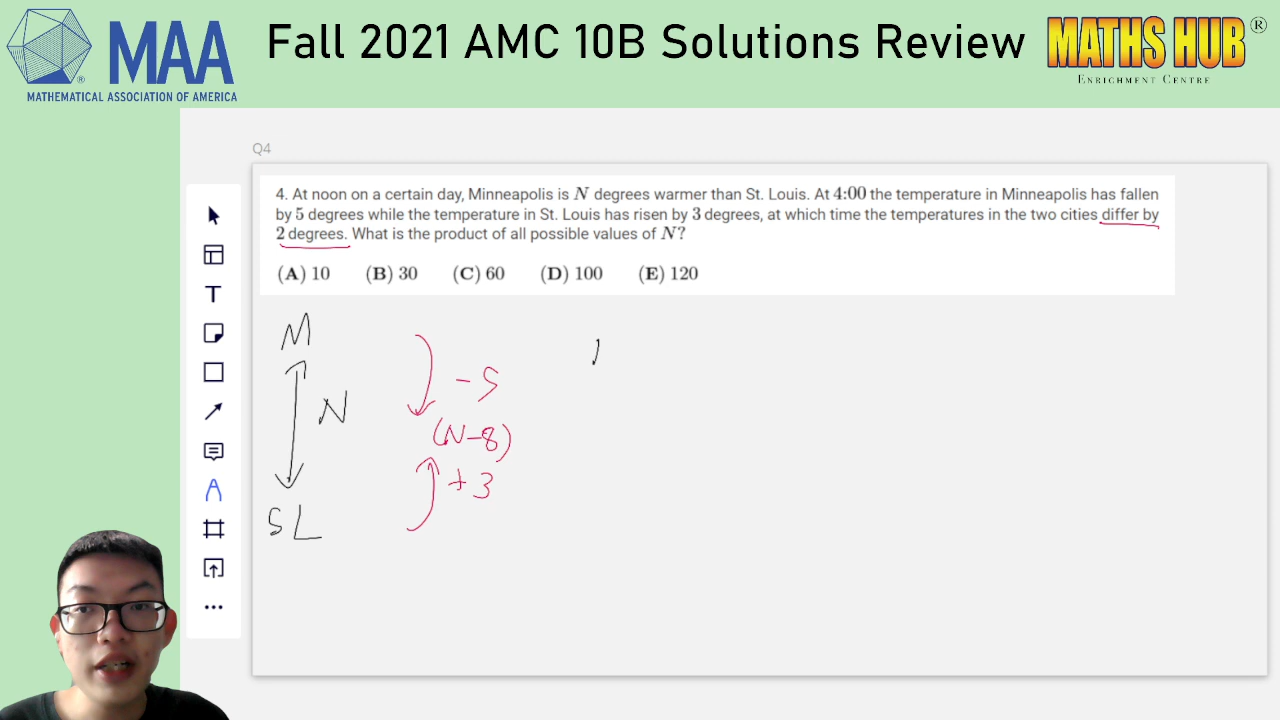 MAA
MATHEMATICAL ASSOCIATION OF AMERICA
Fall 2021 AMC 10B Solutions Review
MATHS HUB®
ENRICHMENT CENTRE
Q4
4. At noon on a certain day, Minneapolis is N degrees warmer than St. Louis. At 4:00 the temperature in Minneapolis has fallen
by 5 degrees while the temperature in St. Louis has risen by 3 degrees, at which time the temperatures in the two cities differ by
2 degrees. What is the product of all possible values of N?
(A) 10 (B) 30 (C) 60 (D) 100 (E) 120
M
N
SL
-5
(N-8)
+3